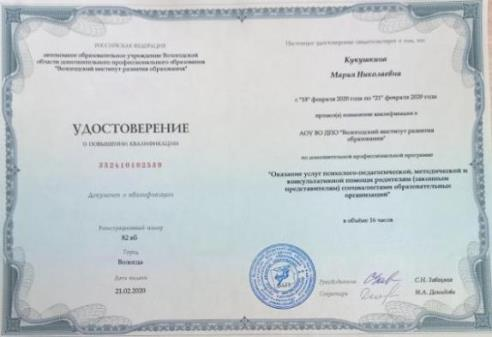 РОССИЙСКАЯ ФЕДЕРАЦИЯ
автономное образовательное учреждение Вологодской
области дополнительного профессионального образования
"Вологодский институт развития образования"
УДОСТОВЕРЕНИЕ
О ПОВЫШЕНИИ КВАЛИФИКАЦИИ
352410102539
Документ о квалификации
Регистрационный номер
82 яб
Город
Вологда
Дата выдачи
21.02.2020
Настоящее удостоверение свидетельствует о том, что
Кукушкина
Мария Николаевна
с "18" февраля 2020 года по "21" февраля 2020 года
прошел(а) повышение квалификации в
АОУ ВО ДПО "Вологодский институт развития
образования"
по дополнительной профессиональной программе
"Оказание услуг психолого-педагогической, методической и
консультативной помощи родителям (законным
представителям) специалистами образовательных
организаций"
в объёме 16 часов
Руководитель
Секретарь
М.А. Демидова